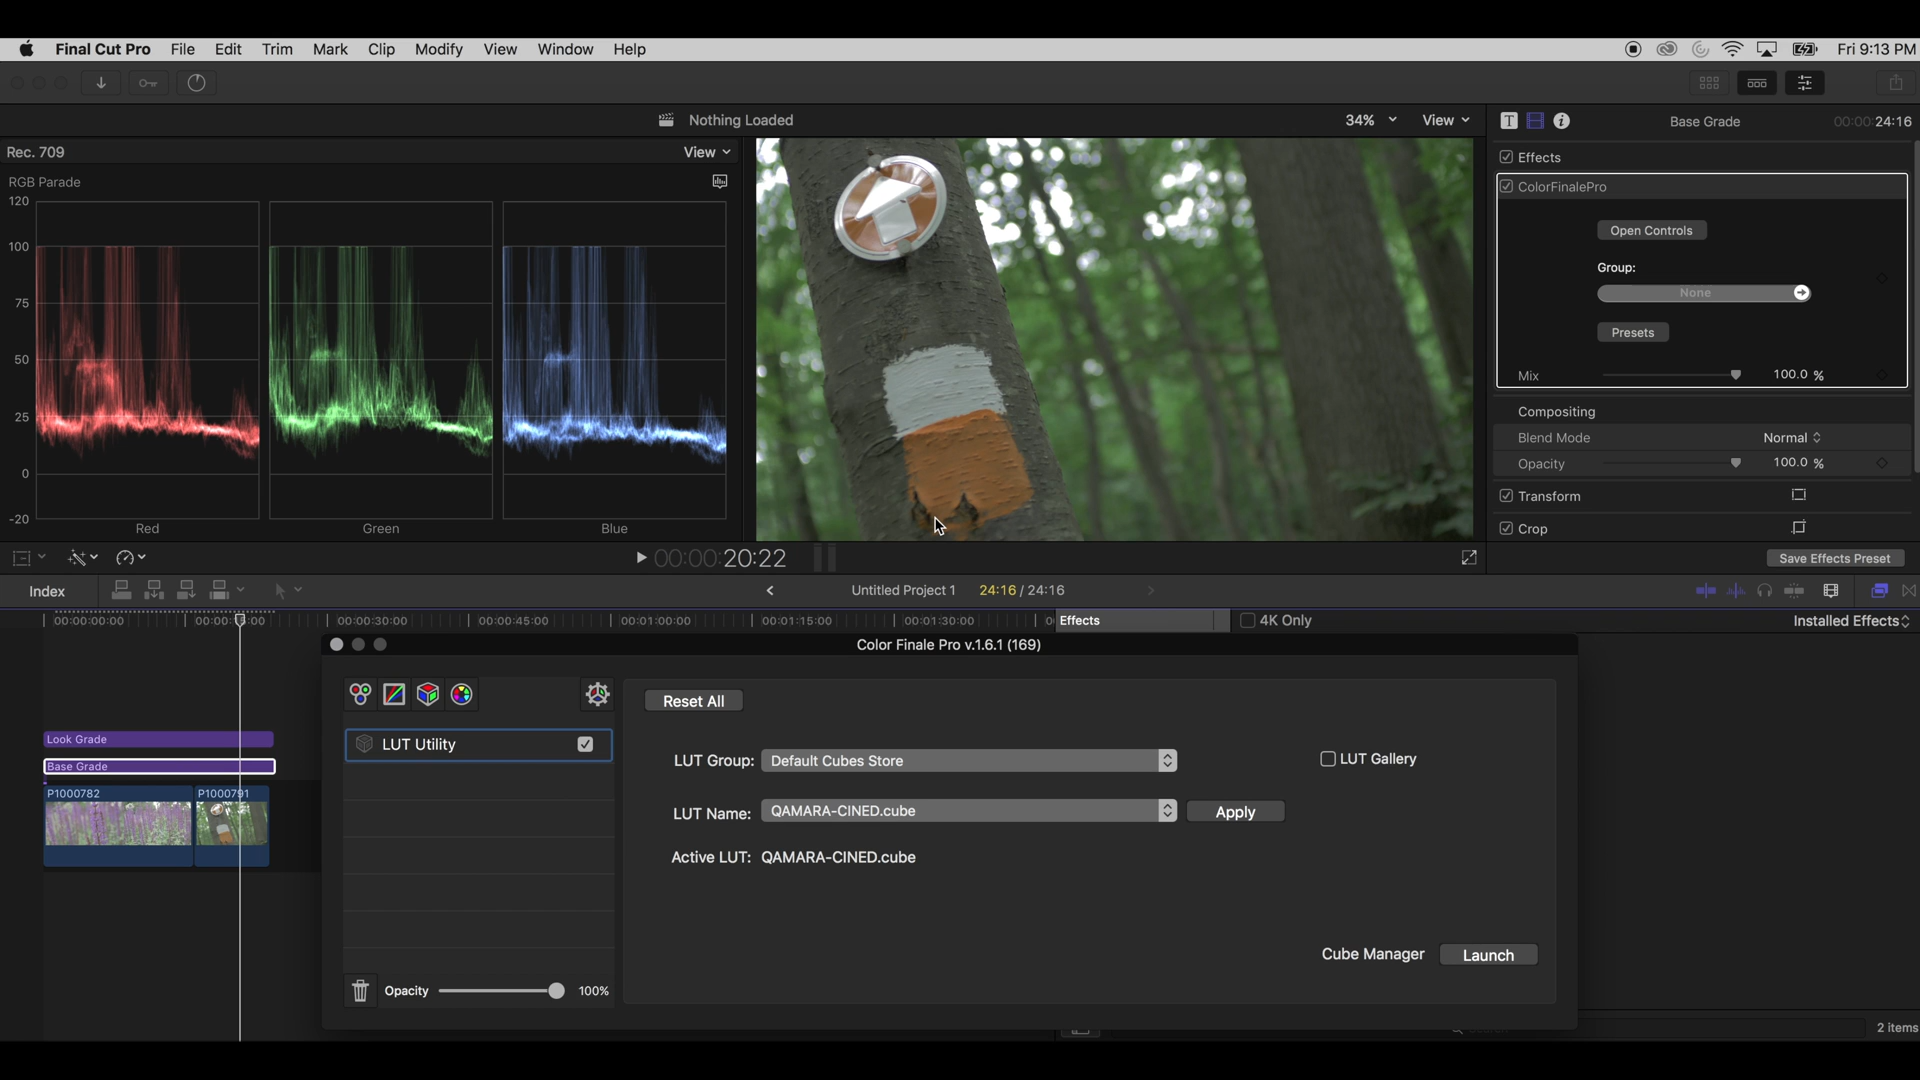 Final Cut Pro File Edit Trim Mark Clip Modify View Window Help Fri 9:13 PM
Nothing Loaded 34% View Base Grade 00:00:24:16
Rec. 709 View
RGB Parade
120
100
75
50
25
0
-20
Red Green Blue
Effects
ColorFinalePro
Open Controls
Group:
None
Presets
Mix 100.0 %
Compositing
Blend Mode Normal
Opacity 100.0 %
Transform
Crop
00:00:20:22 Save Effects Preset
Index Untitled Project 1 24:16 / 24:16
00:00:00:00 00:00:30:00 00:00:45:00 00:01:00:00 00:01:15:00 00:01:30:00 Effects 4K Only Installed Effects
Color Finale Pro v.1.6.1 (169)
Reset All
LUT Utility
LUT Group: Default Cubes Store LUT Gallery
LUT Name: QAMARA-CINED.cube Apply
Active LUT: QAMARA-CINED.cube
Cube Manager Launch
Opacity 100%
Look Grade
Base Grade
P1000782 P1000791
2 items